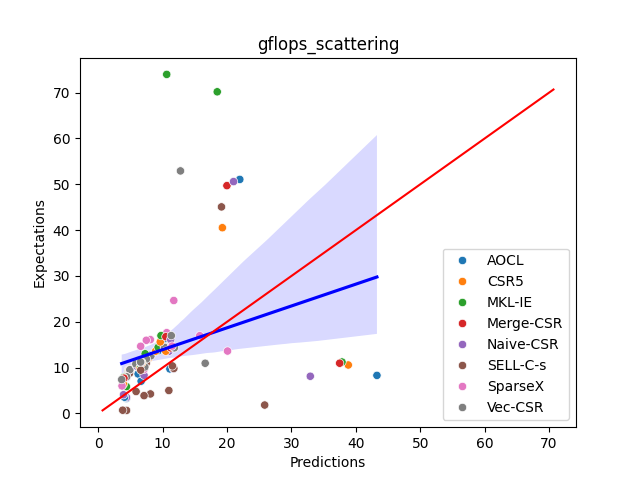 gflops_scattering
Expectations
70
60
50
40
30
20
10
0
AOCL
CSR5
MKL-IE
Merge-CSR
Naive-CSR
SELL-C-s
SparseX
Vec-CSR
0 10 20 30 40 50 60 70
Predictions